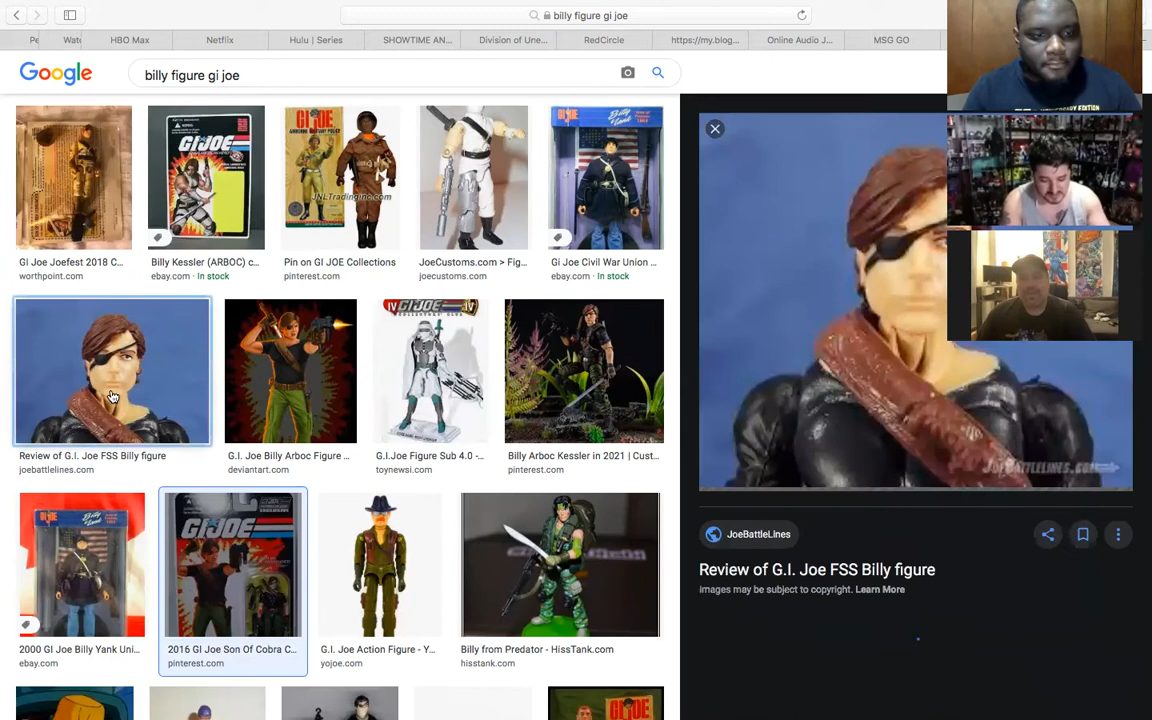 billy figure gi joe
HBO Max
Netflix
Hulu | Series
SHOWTIME AN...
Division of Une...
RedCircle
https://my.blog...
Online Audio J...
MSG GO
Google
billy figure gi joe
GI Joe Joefest 2018 C...
worthpoint.com
Billy Kessler (ARBOC) c...
ebay.com · In stock
Pin on GI JOE Collections
pinterest.com
JoeCustoms.com > Fig...
joecustoms.com
Gi Joe Civil War Union ...
ebay.com · In stock
Review of G.I. Joe FSS Billy figure
joebattlelines.com
G.I. Joe Billy Arboc Figure ...
deviantart.com
G.I.Joe Figure Sub 4.0 -...
toynewsi.com
Billy Arboc Kessler in 2021 | Cust...
pinterest.com
2000 GI Joe Billy Yank Uni...
ebay.com
2016 GI Joe Son Of Cobra C...
pinterest.com
G.I. Joe Action Figure - Y...
yojoe.com
Billy from Predator - HissTank.com
hisstank.com
GI JOE
JNLTradinginc.com
JOEBATTLELINES.COM
JoeBattleLines
Review of G.I. Joe FSS Billy figure
Images may be subject to copyright. Learn More